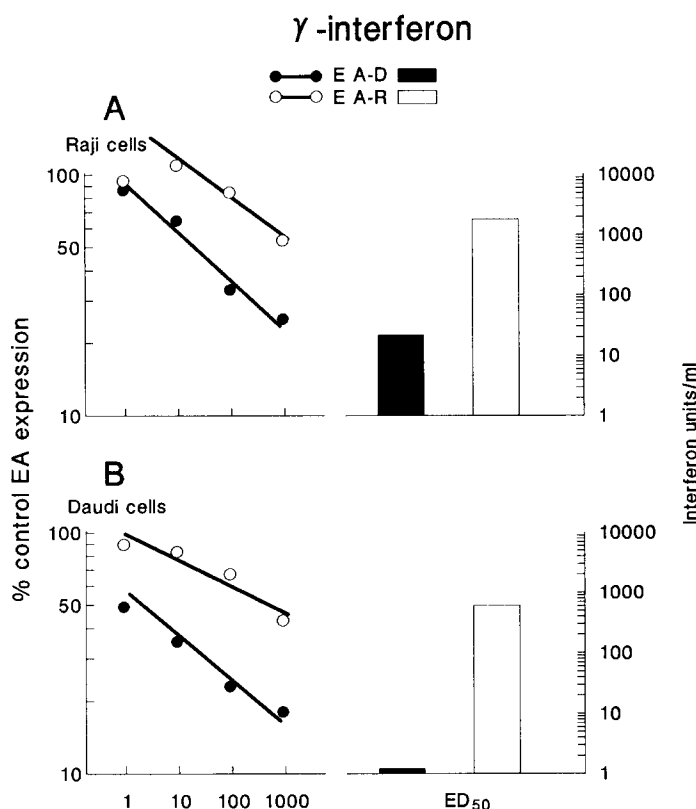 γ-interferon
E A-D
E A-R
A
Raji cells
100
50
10
10000
1000
100
10
1
B
Daudi cells
100
50
10
1 10 100 1000
10000
1000
100
10
1
ED50
% control EA expression
Interferon units/ml